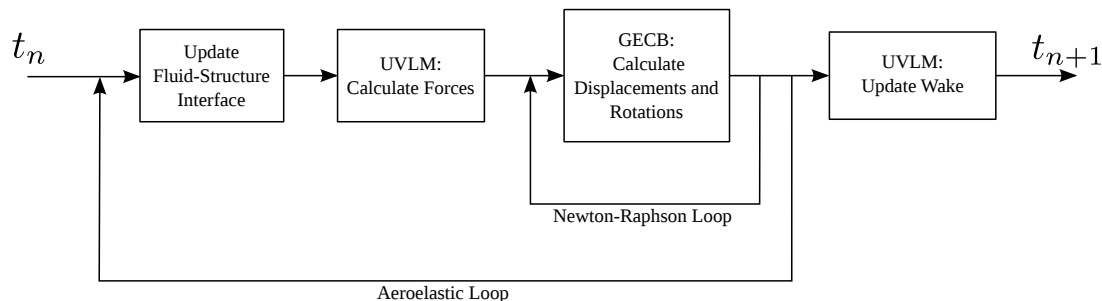 t_n
Update
Fluid-Structure
Interface
UVLM:
Calculate Forces
GECB:
Calculate
Displacements and
Rotations
UVLM:
Update Wake
t_{n+1}
Newton-Raphson Loop
Aeroelastic Loop